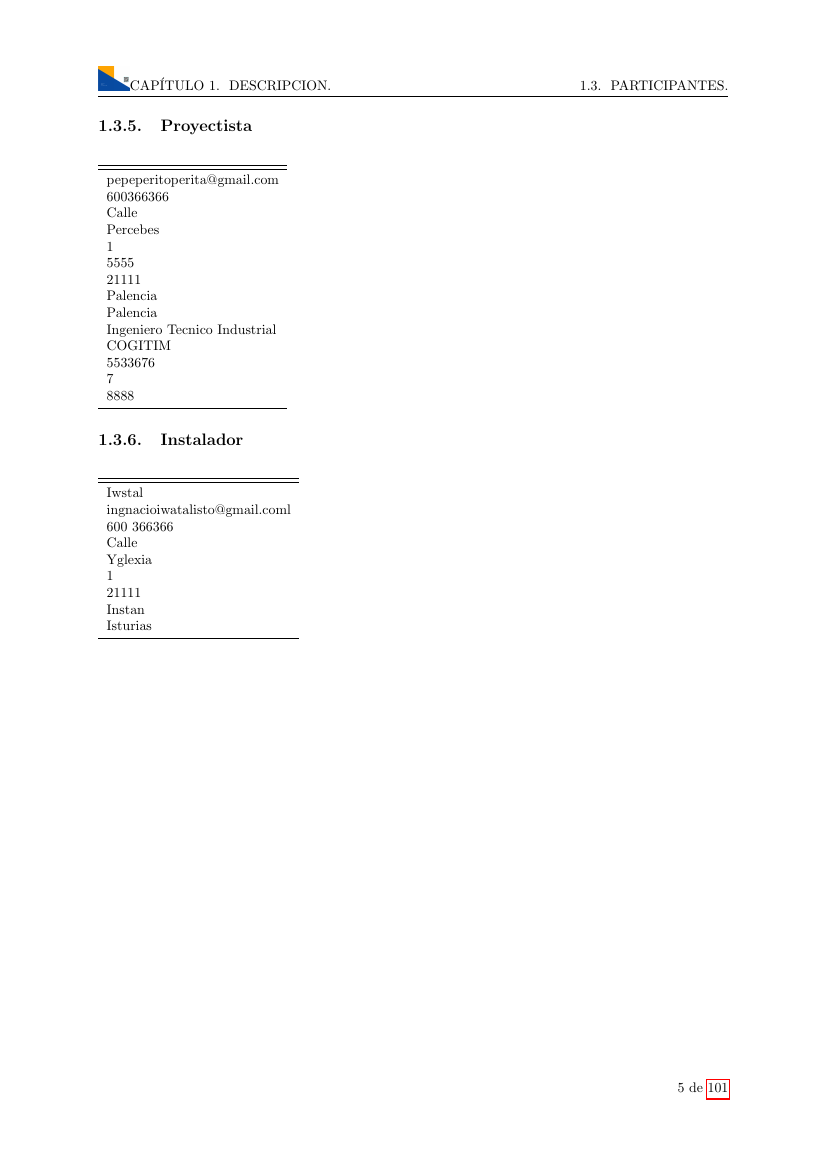 CAPÍTULO 1. DESCRIPCION. 1.3. PARTICIPANTES.
1.3.5. Proyectista
pepeperitoperita@gmail.com
600366366
Calle
Percebes
1
5555
21111
Palencia
Palencia
Ingeniero Tecnico Industrial
COGITIM
5533676
7
8888
1.3.6. Instalador
Iwstal
ingnacioiwatalisto@gmail.coml
600 366366
Calle
Yglexia
1
21111
Instan
Isturias
5 de 101